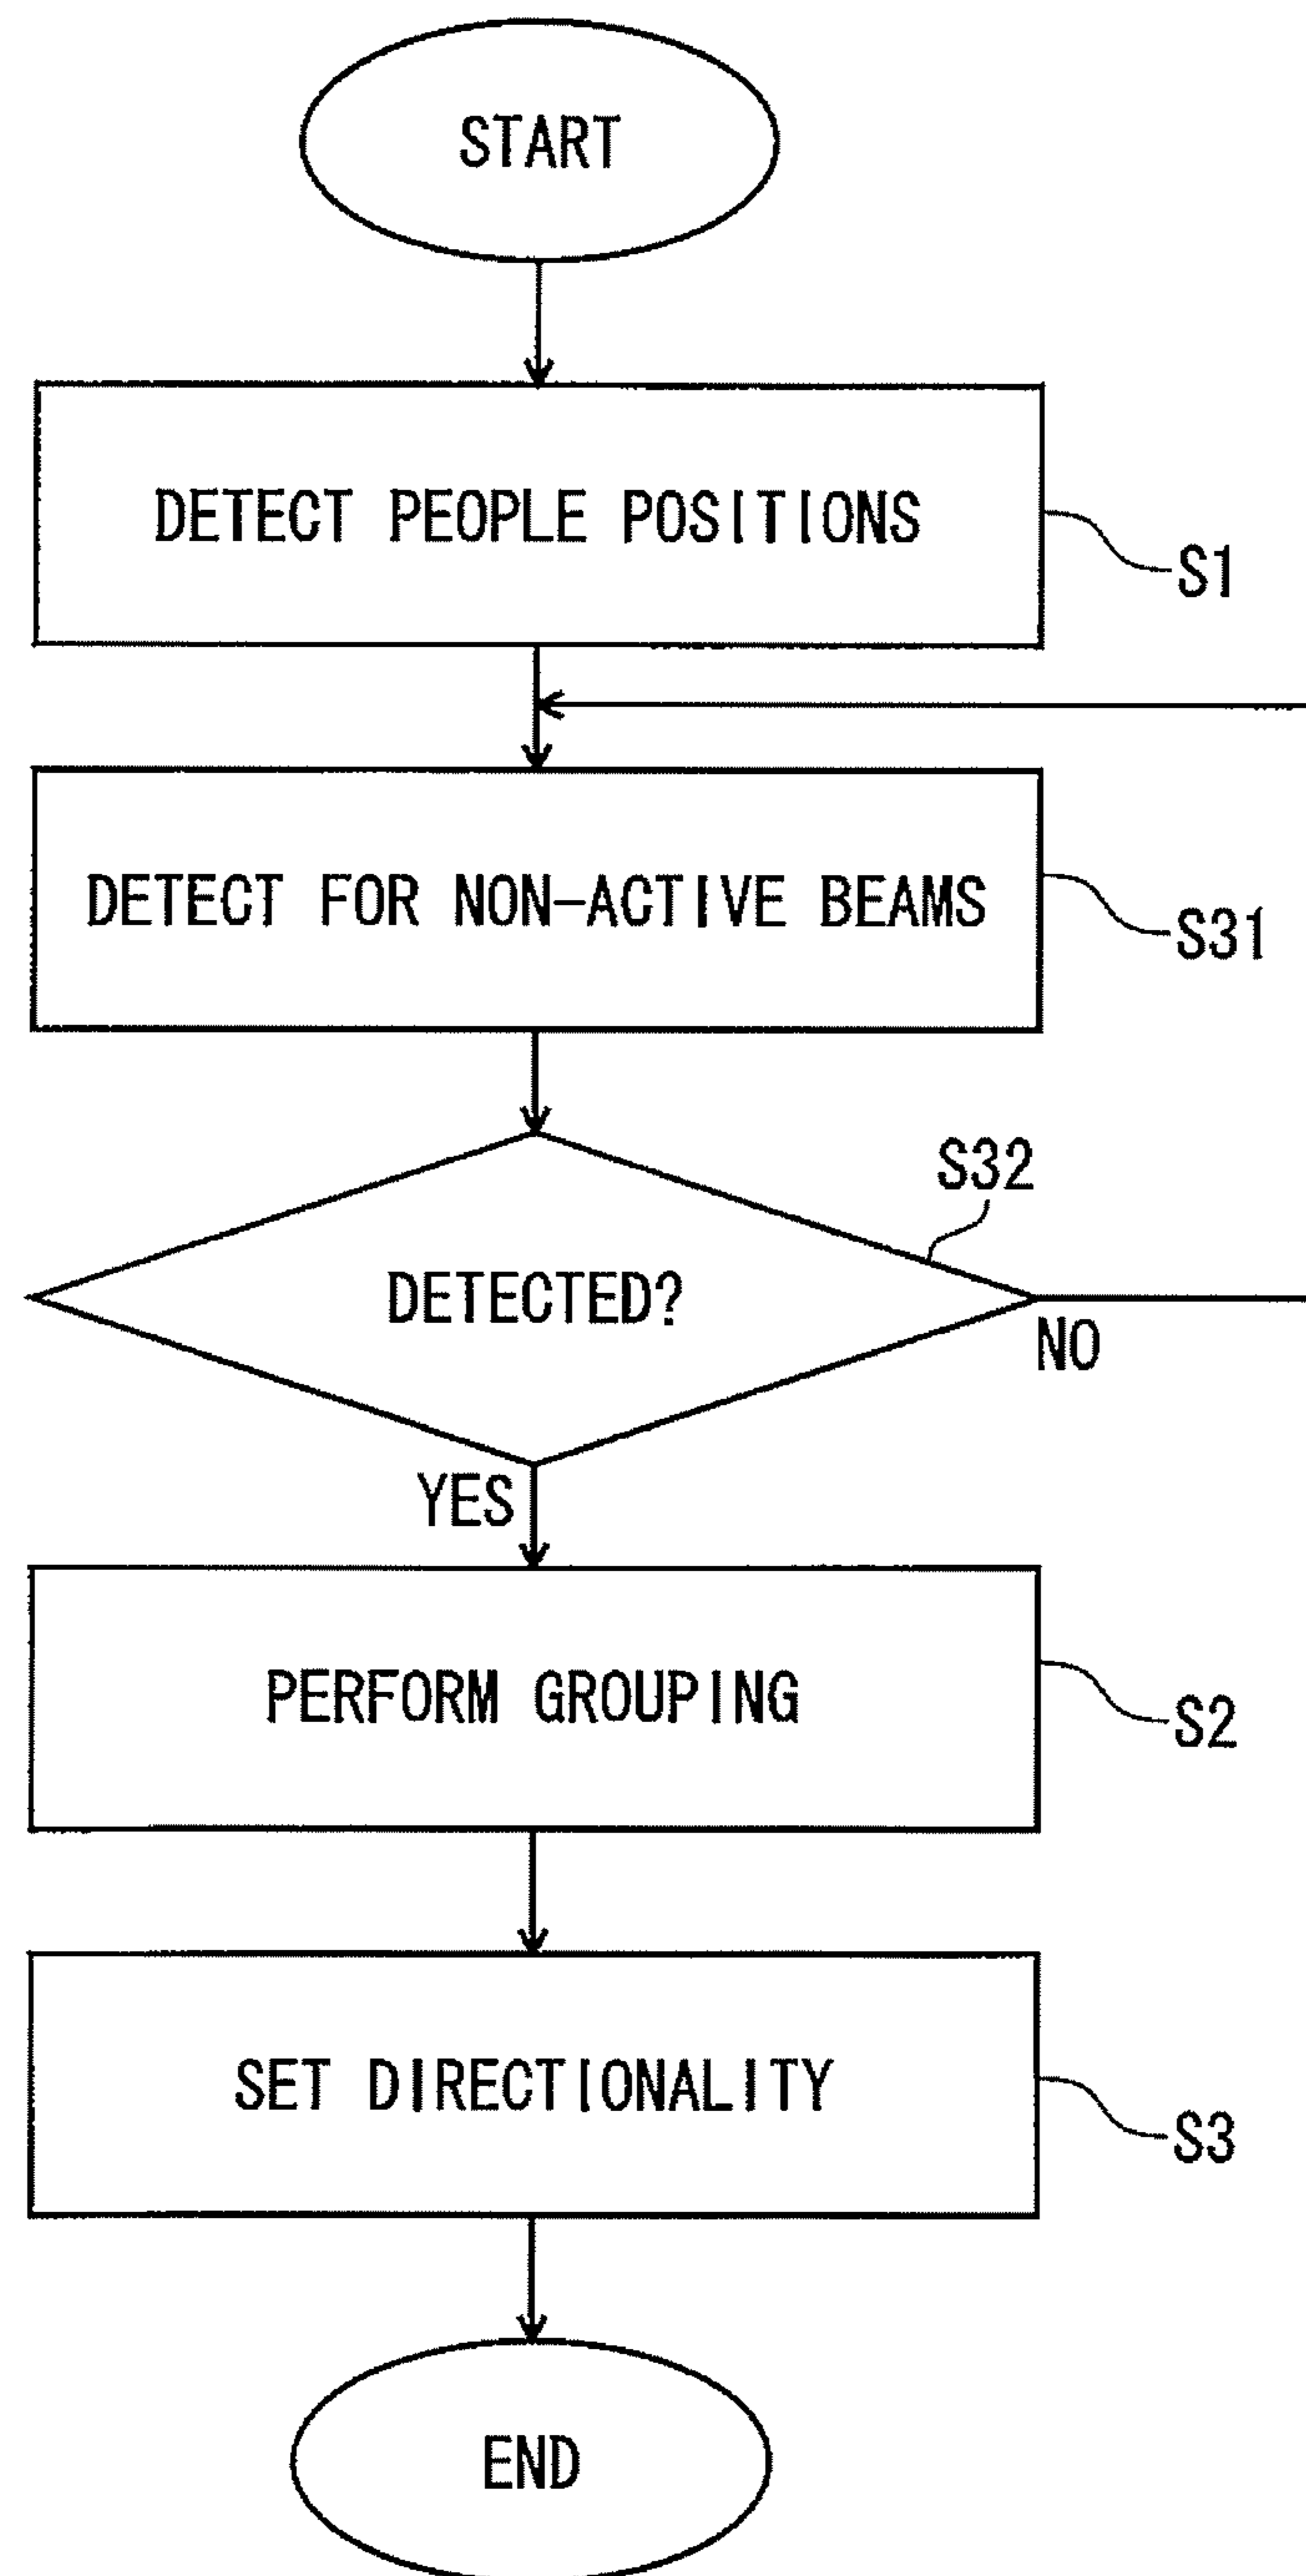 START
DETECT PEOPLE POSITIONS
S1
DETECT FOR NON-ACTIVE BEAMS
S31
S32
DETECTED?
NO
YES
PERFORM GROUPING
S2
SET DIRECTIONALITY
S3
END